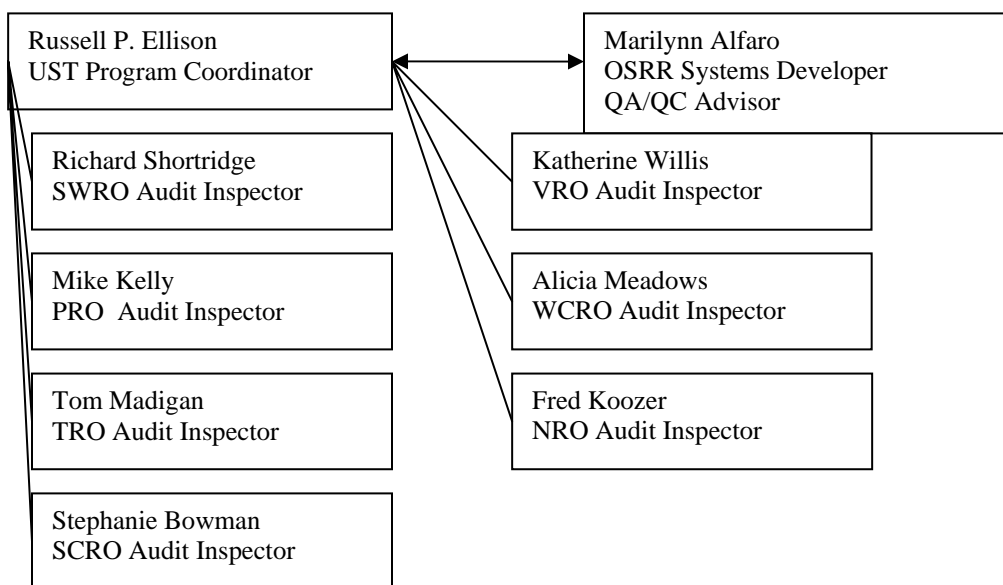 Russell P. Ellison
UST Program Coordinator
Marilynn Alfaro
OSRR Systems Developer
QA/QC Advisor
Richard Shortridge
SWRO Audit Inspector
Katherine Willis
VRO Audit Inspector
Mike Kelly
PRO  Audit Inspector
Alicia Meadows
WCRO Audit Inspector
Tom Madigan
TRO Audit Inspector
Fred Koozer
NRO Audit Inspector
Stephanie Bowman
SCRO Audit Inspector